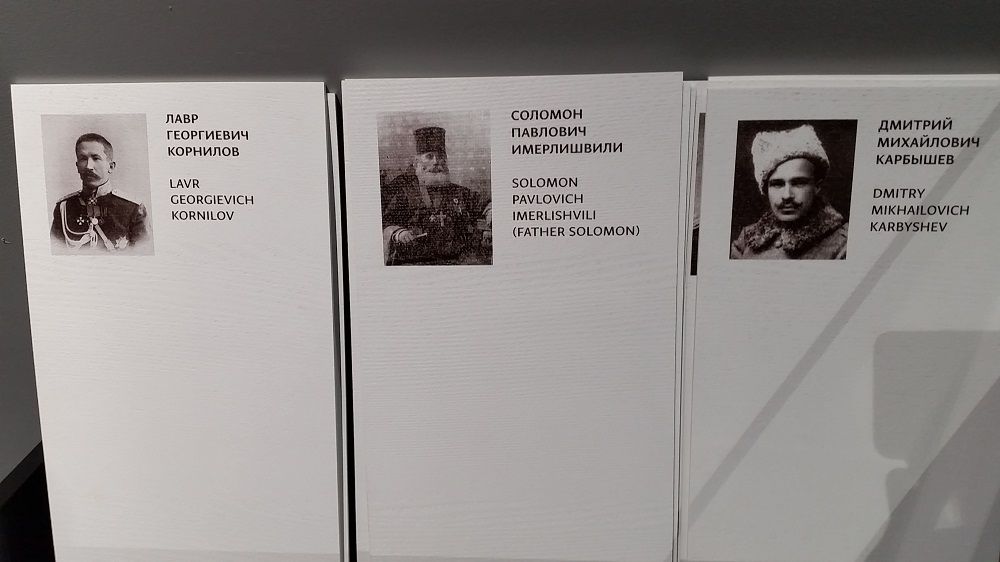 ЛАВР
ГЕОРГИЕВИЧ
КОРНИЛОВ
LAVR
GEORGIEVICH
KORNILOV
СОЛОМОН
ПАВЛОВИЧ
ИМЕРЛИШВИЛИ
SOLOMON
PAVLOVICH
IMERLISHVILI
(FATHER SOLOMON)
ДМИТРИЙ
МИХАЙЛОВИЧ
КАРБЫШЕВ
DMITRY
MIKHAILOVICH
KARBYSHEV